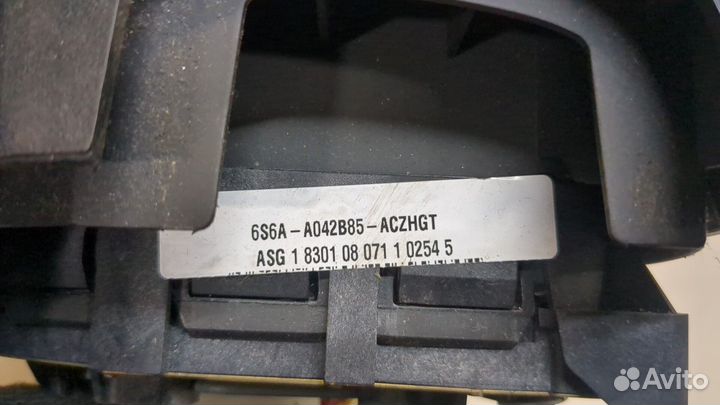 6S6A-A042B85-ACZHGT
ASG 1 8301 08 071 1 0254 5
Avito